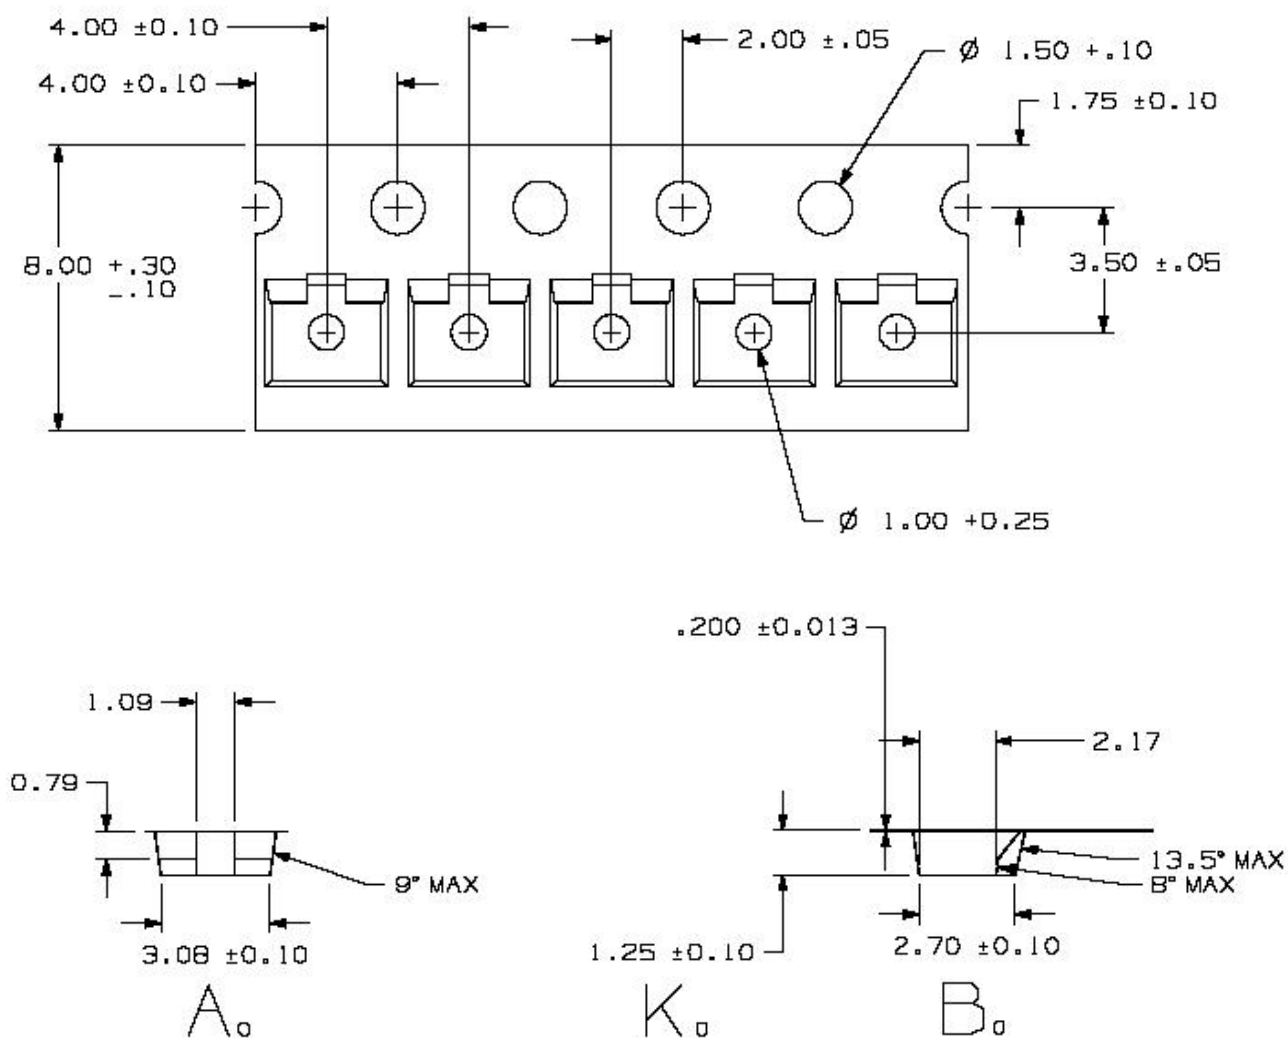 4.00 ±0.10
2.00 ±.05
Ø 1.50 +.10
4.00 ±0.10
1.75 ±0.10
8.00 +.30
-.10
3.50 ±.05
Ø 1.00 +0.25
.200 ±0.013
1.09
2.17
0.79
13.5° MAX
9° MAX
8° MAX
3.08 ±0.10
1.25 ±0.10
2.70 ±0.10
A₀
K₀
B₀